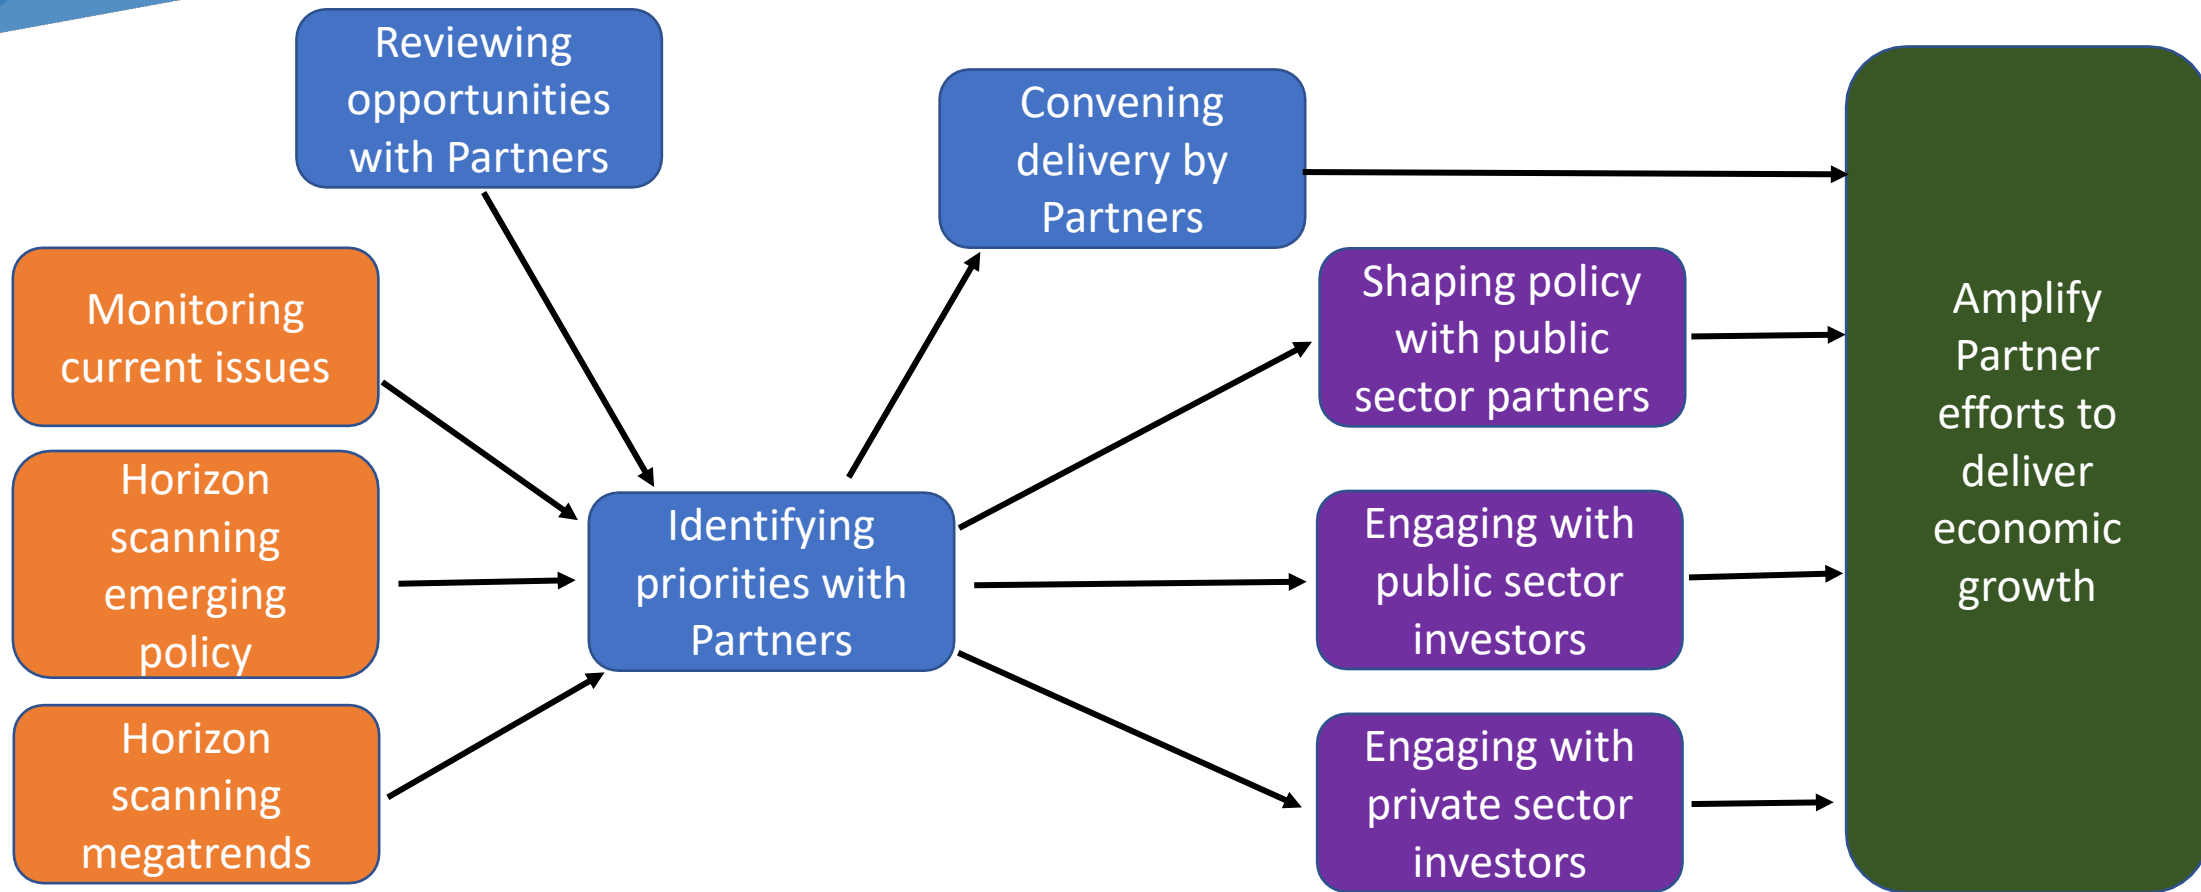 Reviewing
opportunities
with Partners
Convening
delivery by
Partners
Monitoring
current issues
Shaping policy
with public
sector partners
Horizon
scanning
emerging
policy
Identifying
priorities with
Partners
Engaging with
public sector
investors
Horizon
scanning
megatrends
Engaging with
private sector
investors
Amplify
Partner
efforts to
deliver
economic
growth